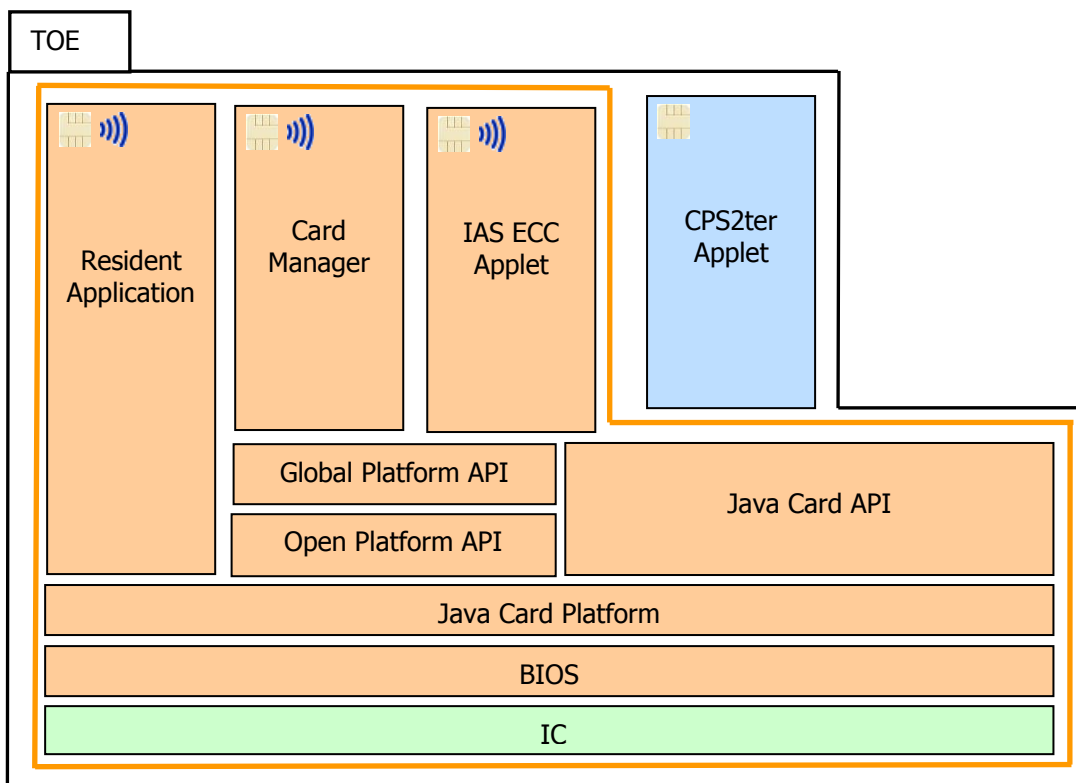 TOE
Resident
Application
Card
Manager
IAS ECC
Applet
CPS2ter
Applet
Global Platform API
Open Platform API
Java Card API
Java Card Platform
BIOS
IC